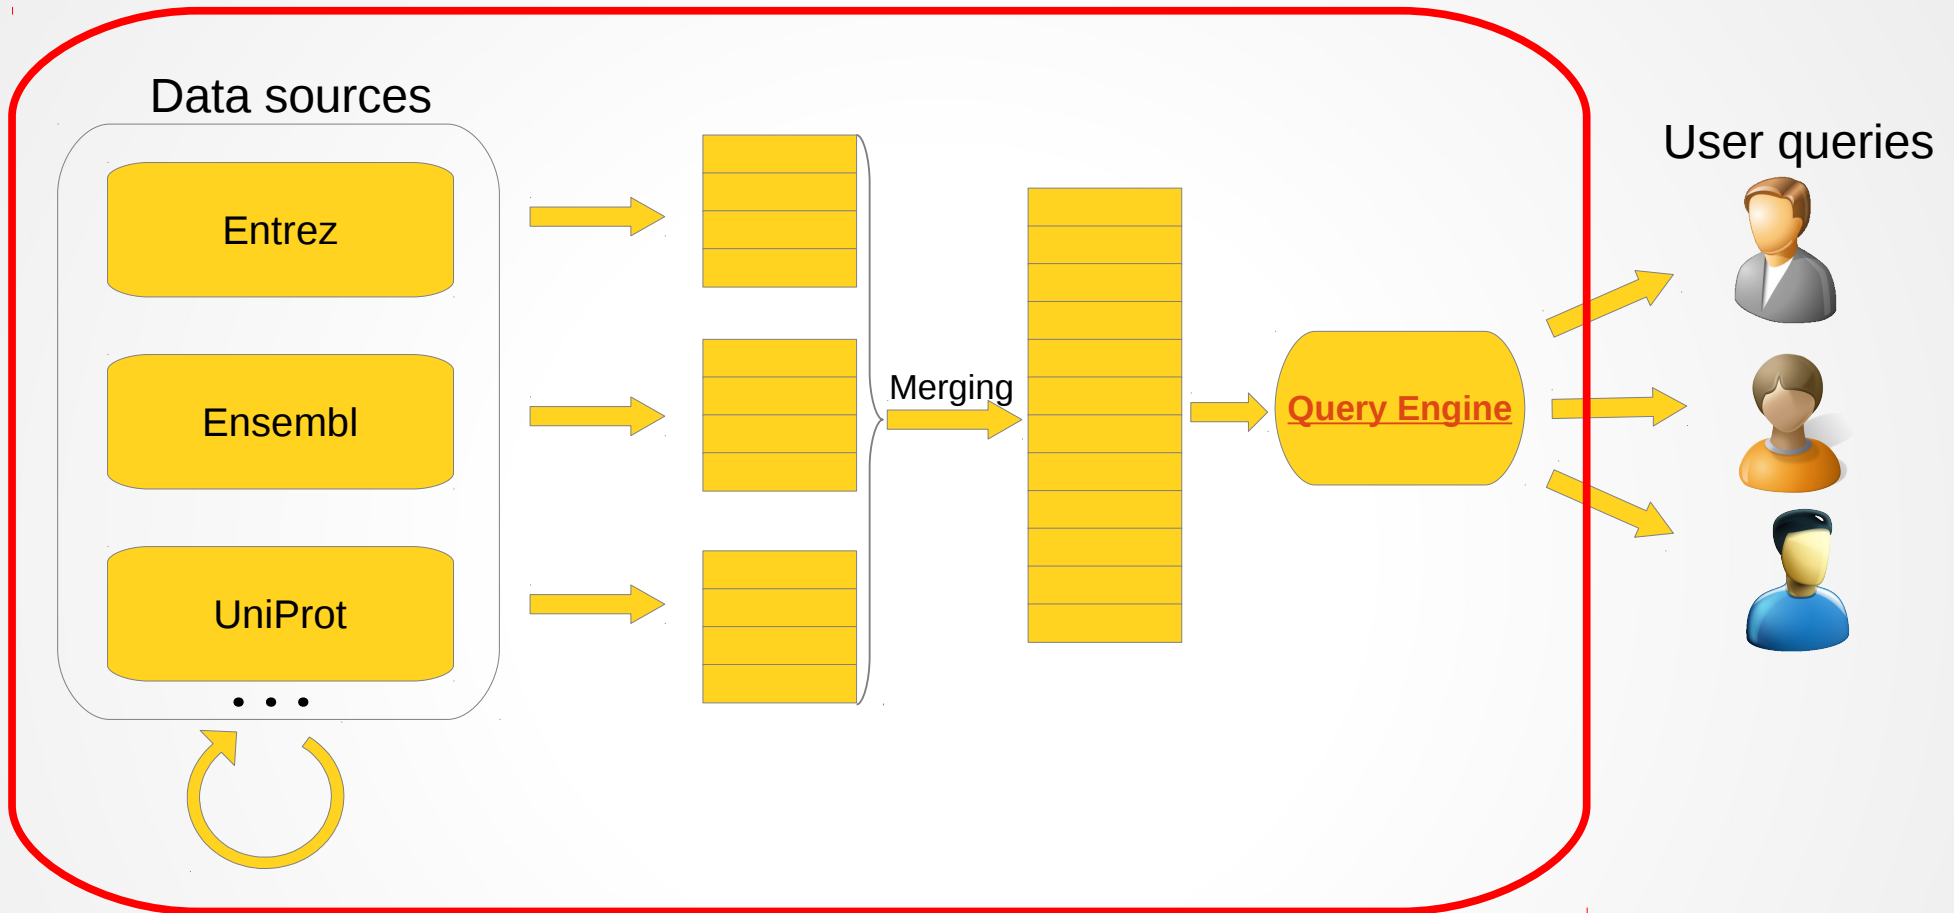 Data sources
Entrez
Ensembl
UniProt
...
Merging
Query Engine
User queries